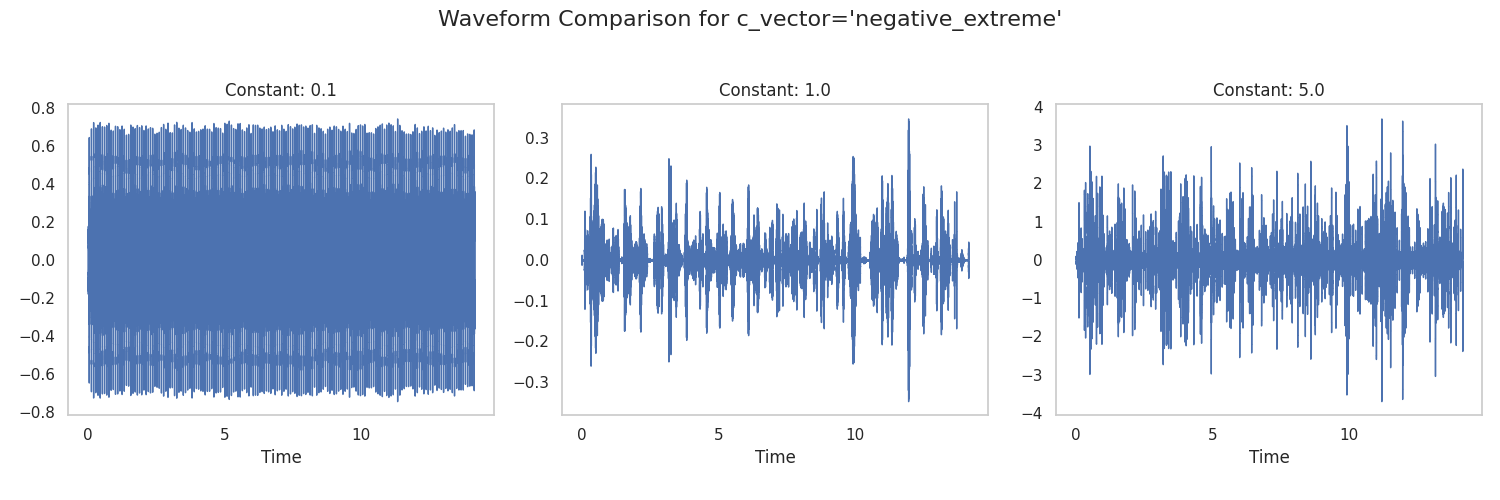 Waveform Comparison for c_vector='negative_extreme'
Constant: 0.1
0.8
0.6
0.4
0.2
0.0
−0.2
−0.4
−0.6
−0.8
0 5 10
Time
Constant: 1.0
0.3
0.2
0.1
0.0
−0.1
−0.2
−0.3
0 5 10
Time
Constant: 5.0
4
3
2
1
0
−1
−2
−3
−4
0 5 10
Time